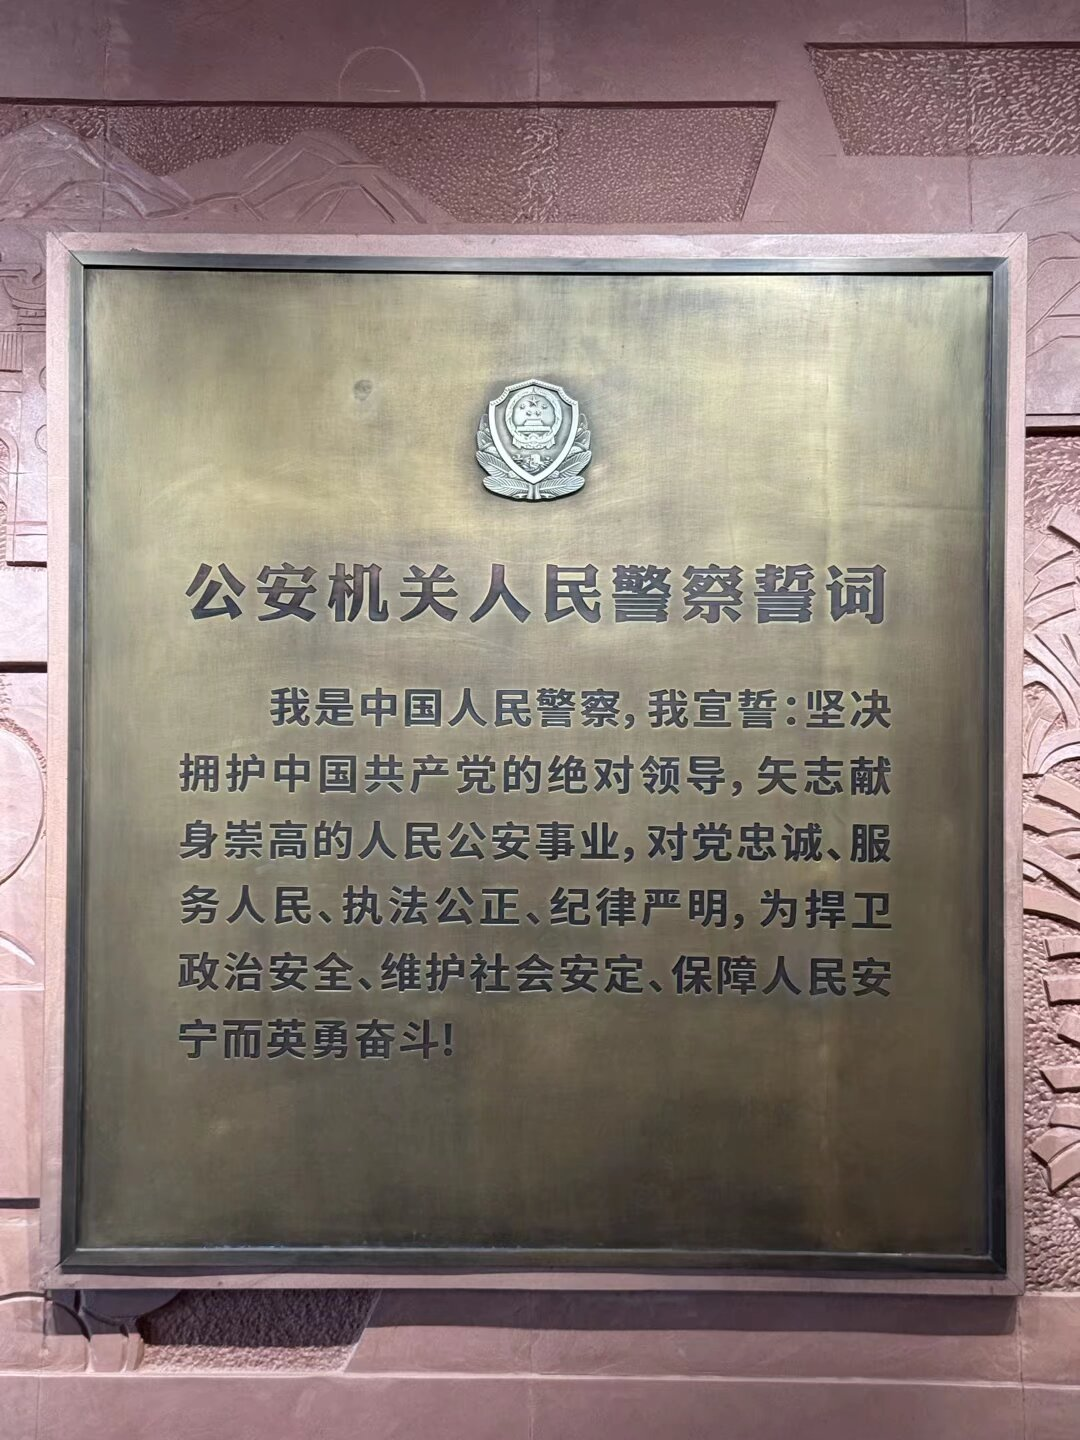 公安机关人民警察誓词
我是中国人民警察，我宣誓：坚决
拥护中国共产党的绝对领导，矢志献
身崇高的人民公安事业，对党忠诚、服
务人民、执法公正、纪律严明，为捍卫
政治安全、维护社会安定、保障人民安
宁而英勇奋斗！